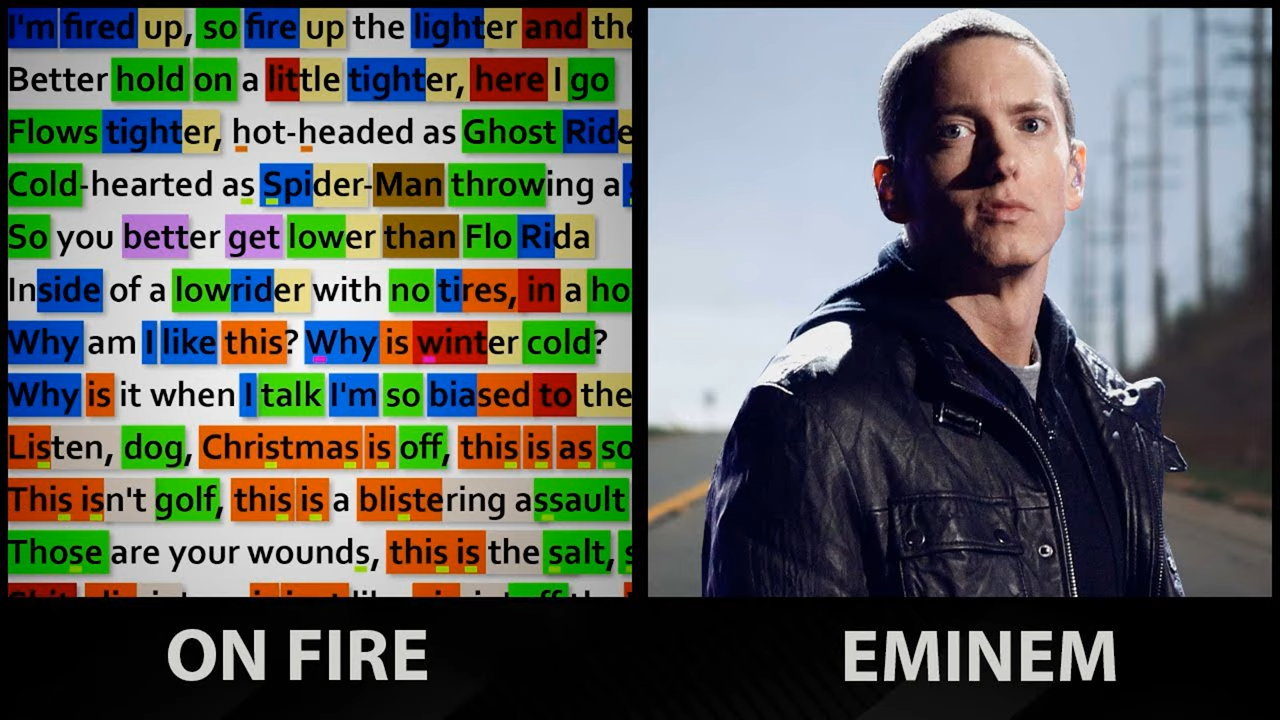 I'm fired up, so fire up the lighter and the
Better hold on a little tighter, here I go
Flows tighter, hot-headed as Ghost Ride
Cold-hearted as Spider-Man throwing a
So you better get lower than Flo Rida
Inside of a lowrider with no tires, in a ho
Why am I like this? Why is winter cold?
Why is it when I talk I'm so biased to the
Listen, dog, Christmas is off, this is as so
This isn't golf, this is a blistering assault
Those are your wounds, this is the salt,
ON FIRE
EMINEM